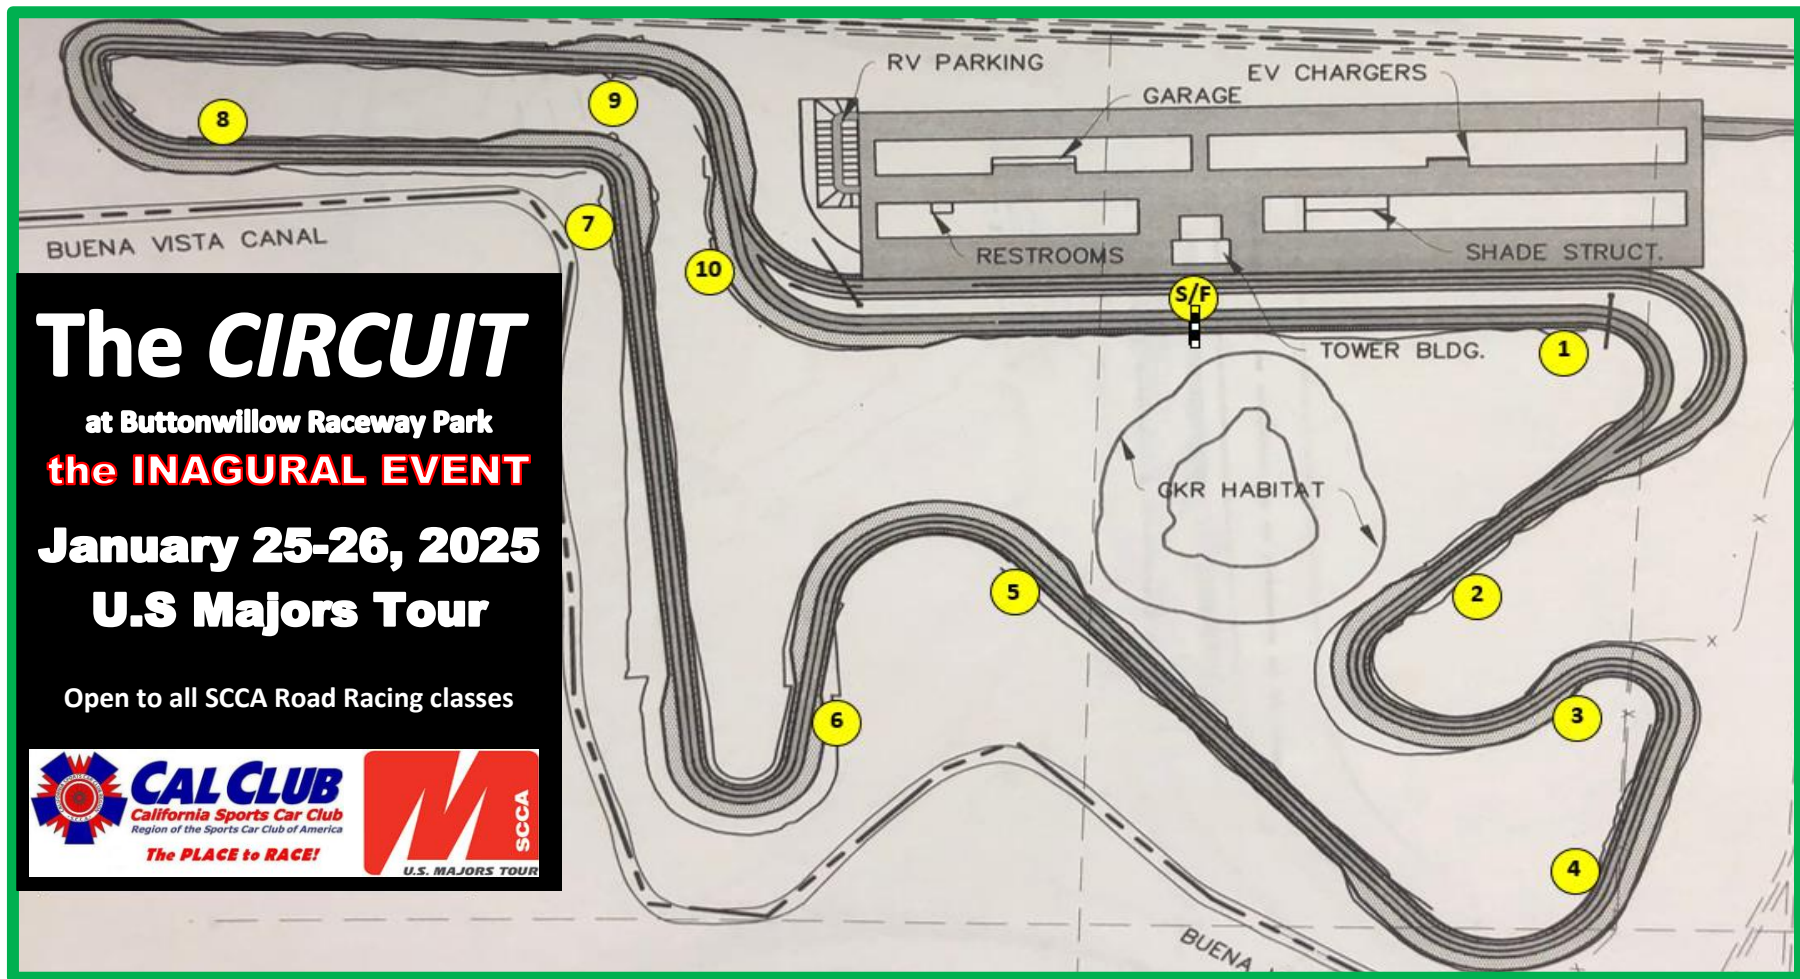 RV PARKING
EV CHARGERS
GARAGE
9
8
7
BUENA VISTA CANAL
10
RESTROOMS
SHADE STRUCT.
S/F
TOWER BLDG.
1
GKR HABITAT
2
5
3
6
4
BUENA
The CIRCUIT
at Buttonwillow Raceway Park
the INAGURAL EVENT
January 25-26, 2025
U.S Majors Tour
Open to all SCCA Road Racing classes
CAL CLUB
California Sports Car Club
Region of the Sports Car Club of America
The PLACE to RACE!
M
SCCA
U.S. MAJORS TOUR